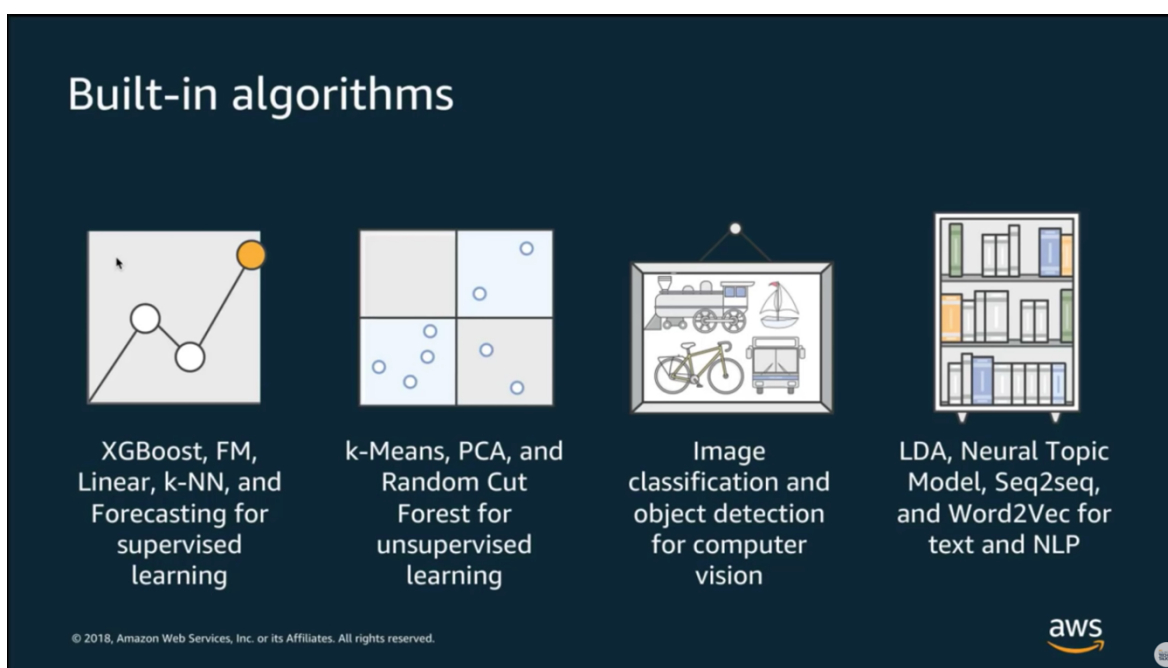 Built-in algorithms
XGBoost, FM,
Linear, k-NN, and
Forecasting for
supervised
learning
k-Means, PCA, and
Random Cut
Forest for
unsupervised
learning
Image
classification and
object detection
for computer
vision
LDA, Neural Topic
Model, Seq2seq,
and Word2Vec for
text and NLP
© 2018, Amazon Web Services, Inc. or its Affiliates. All rights reserved.
aws